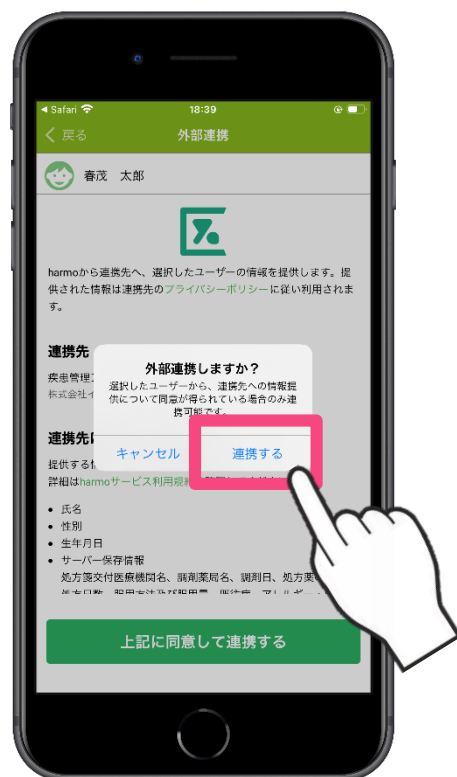 Safari 18:39
戻る 外部連携
春茂 太郎
harmoから連携先へ、選択したユーザーの情報を提供します。提
供された情報は連携先のプライバシーポリシーに従い利用されま
す。
連携先
疾患管理
株式会社イ
外部連携しますか?
選択したユーザーから、連携先への情報提
供について同意が得られている場合のみ連
携可能です。
キャンセル 連携する
連携先に
提供する情
詳細はharmoサービス利用規約
• 氏名
• 性別
• 生年月日
• サーバー保存情報
処方箋交付医療機関名、調剤薬局名、調剤日、処方薬
上記に同意して連携する